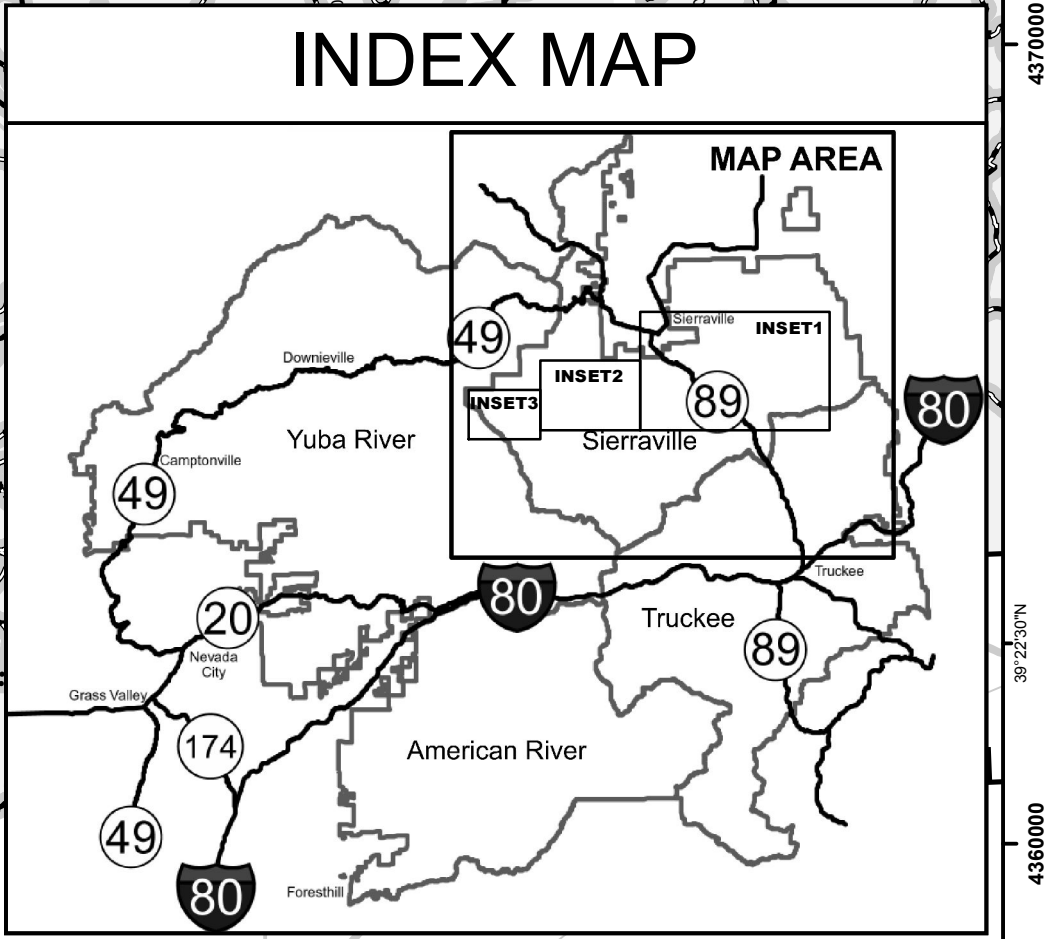 INDEX MAP
4370000
MAP AREA
Sierraville
INSET1
49
Downieville
INSET2
89
80
INSET3
Yuba River
Sierraville
Camptonville
49
80
Truckee
20
Truckee
39°22'30"N
89
Nevada
City
Grass Valley
174
American River
49
4360000
80
Foresthill